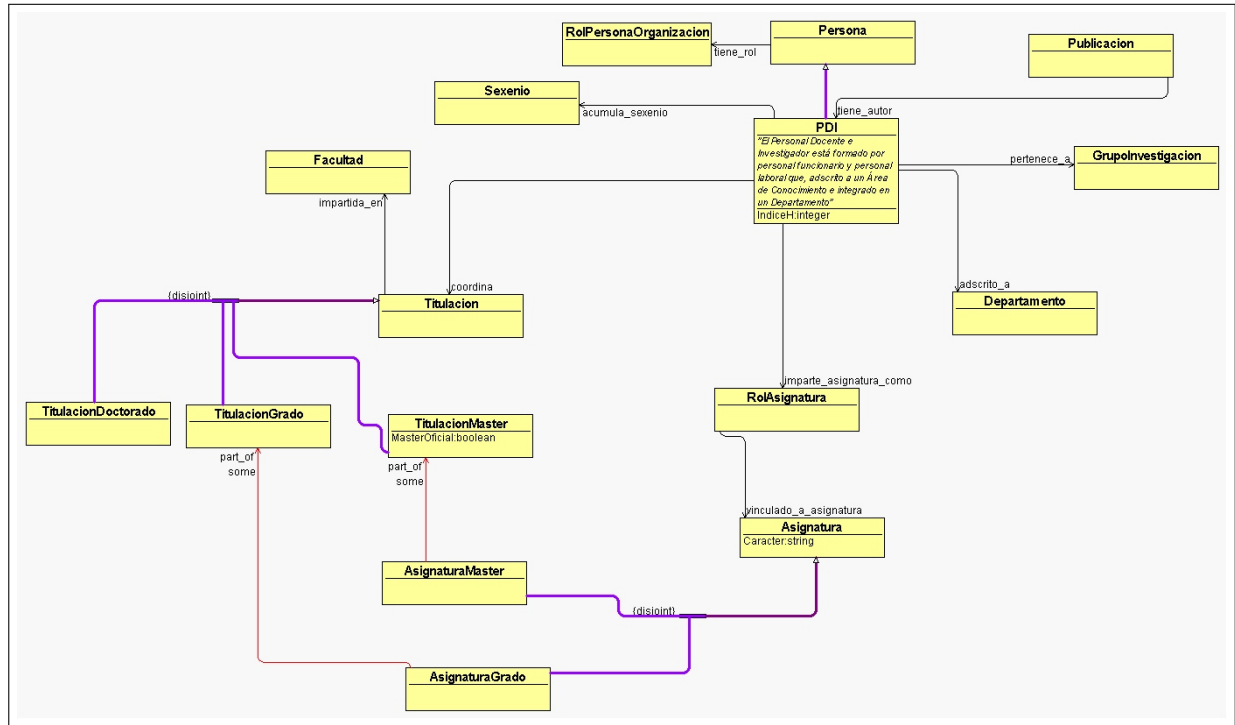 RolPersonaOrganizacion
Persona
tiene_rol
Publicacion
Sexenio
acumula_sexenio
tiene_autor
PDI
"El Personal Docente e
Investigador está formado por
personal funcionario y personal
laboral que, adscrito a un Área
de Conocimiento e integrado en
un Departamento"
IndiceH:integer
Facultad
impartida_en
pertenece_a
GrupoInvestigacion
coordina
adscrito_a
{disioint}
Titulacion
Departamento
imparte_asignatura_como
RolAsignatura
TitulacionDoctorado
TitulacionGrado
TitulacionMaster
MasterOficial:boolean
part_of
some
part_of
some
vinculado_a_asignatura
Asignatura
Caracter:string
AsignaturaMaster
{disioint}
AsignaturaGrado